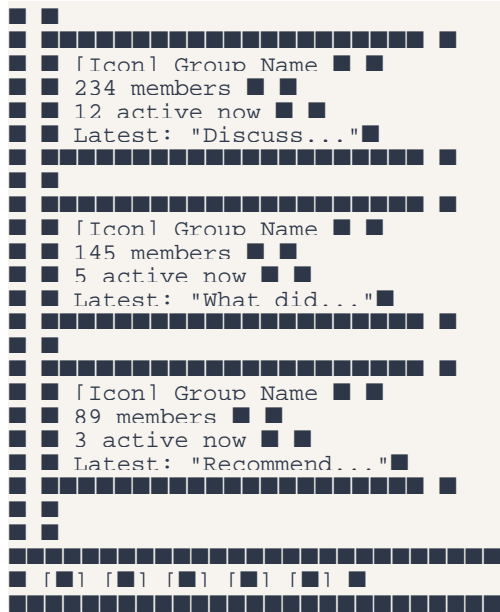 ■ ■
■ ■■■■■■■■■■■■■■■■■■■■■ ■
■ ■ [Icon] Group Name ■ ■
■ ■ 234 members ■ ■
■ ■ 12 active now ■ ■
■ ■ Latest: "Discuss..."■
■ ■■■■■■■■■■■■■■■■■■■■■ ■
■ ■
■ ■■■■■■■■■■■■■■■■■■■■■ ■
■ ■ [Icon] Group Name ■ ■
■ ■ 145 members ■ ■
■ ■ 5 active now ■ ■
■ ■ Latest: "What did..."■
■ ■■■■■■■■■■■■■■■■■■■■■ ■
■ ■
■ ■■■■■■■■■■■■■■■■■■■■■ ■
■ ■ [Icon] Group Name ■ ■
■ ■ 89 members ■ ■
■ ■ 3 active now ■ ■
■ ■ Latest: "Recommend..."■
■ ■■■■■■■■■■■■■■■■■■■■■ ■
■ ■
■ ■
■■■■■■■■■■■■■■■■■■■■■■■■■■■
■ [■] [■] [■] [■] [■] ■
■■■■■■■■■■■■■■■■■■■■■■■■■■■